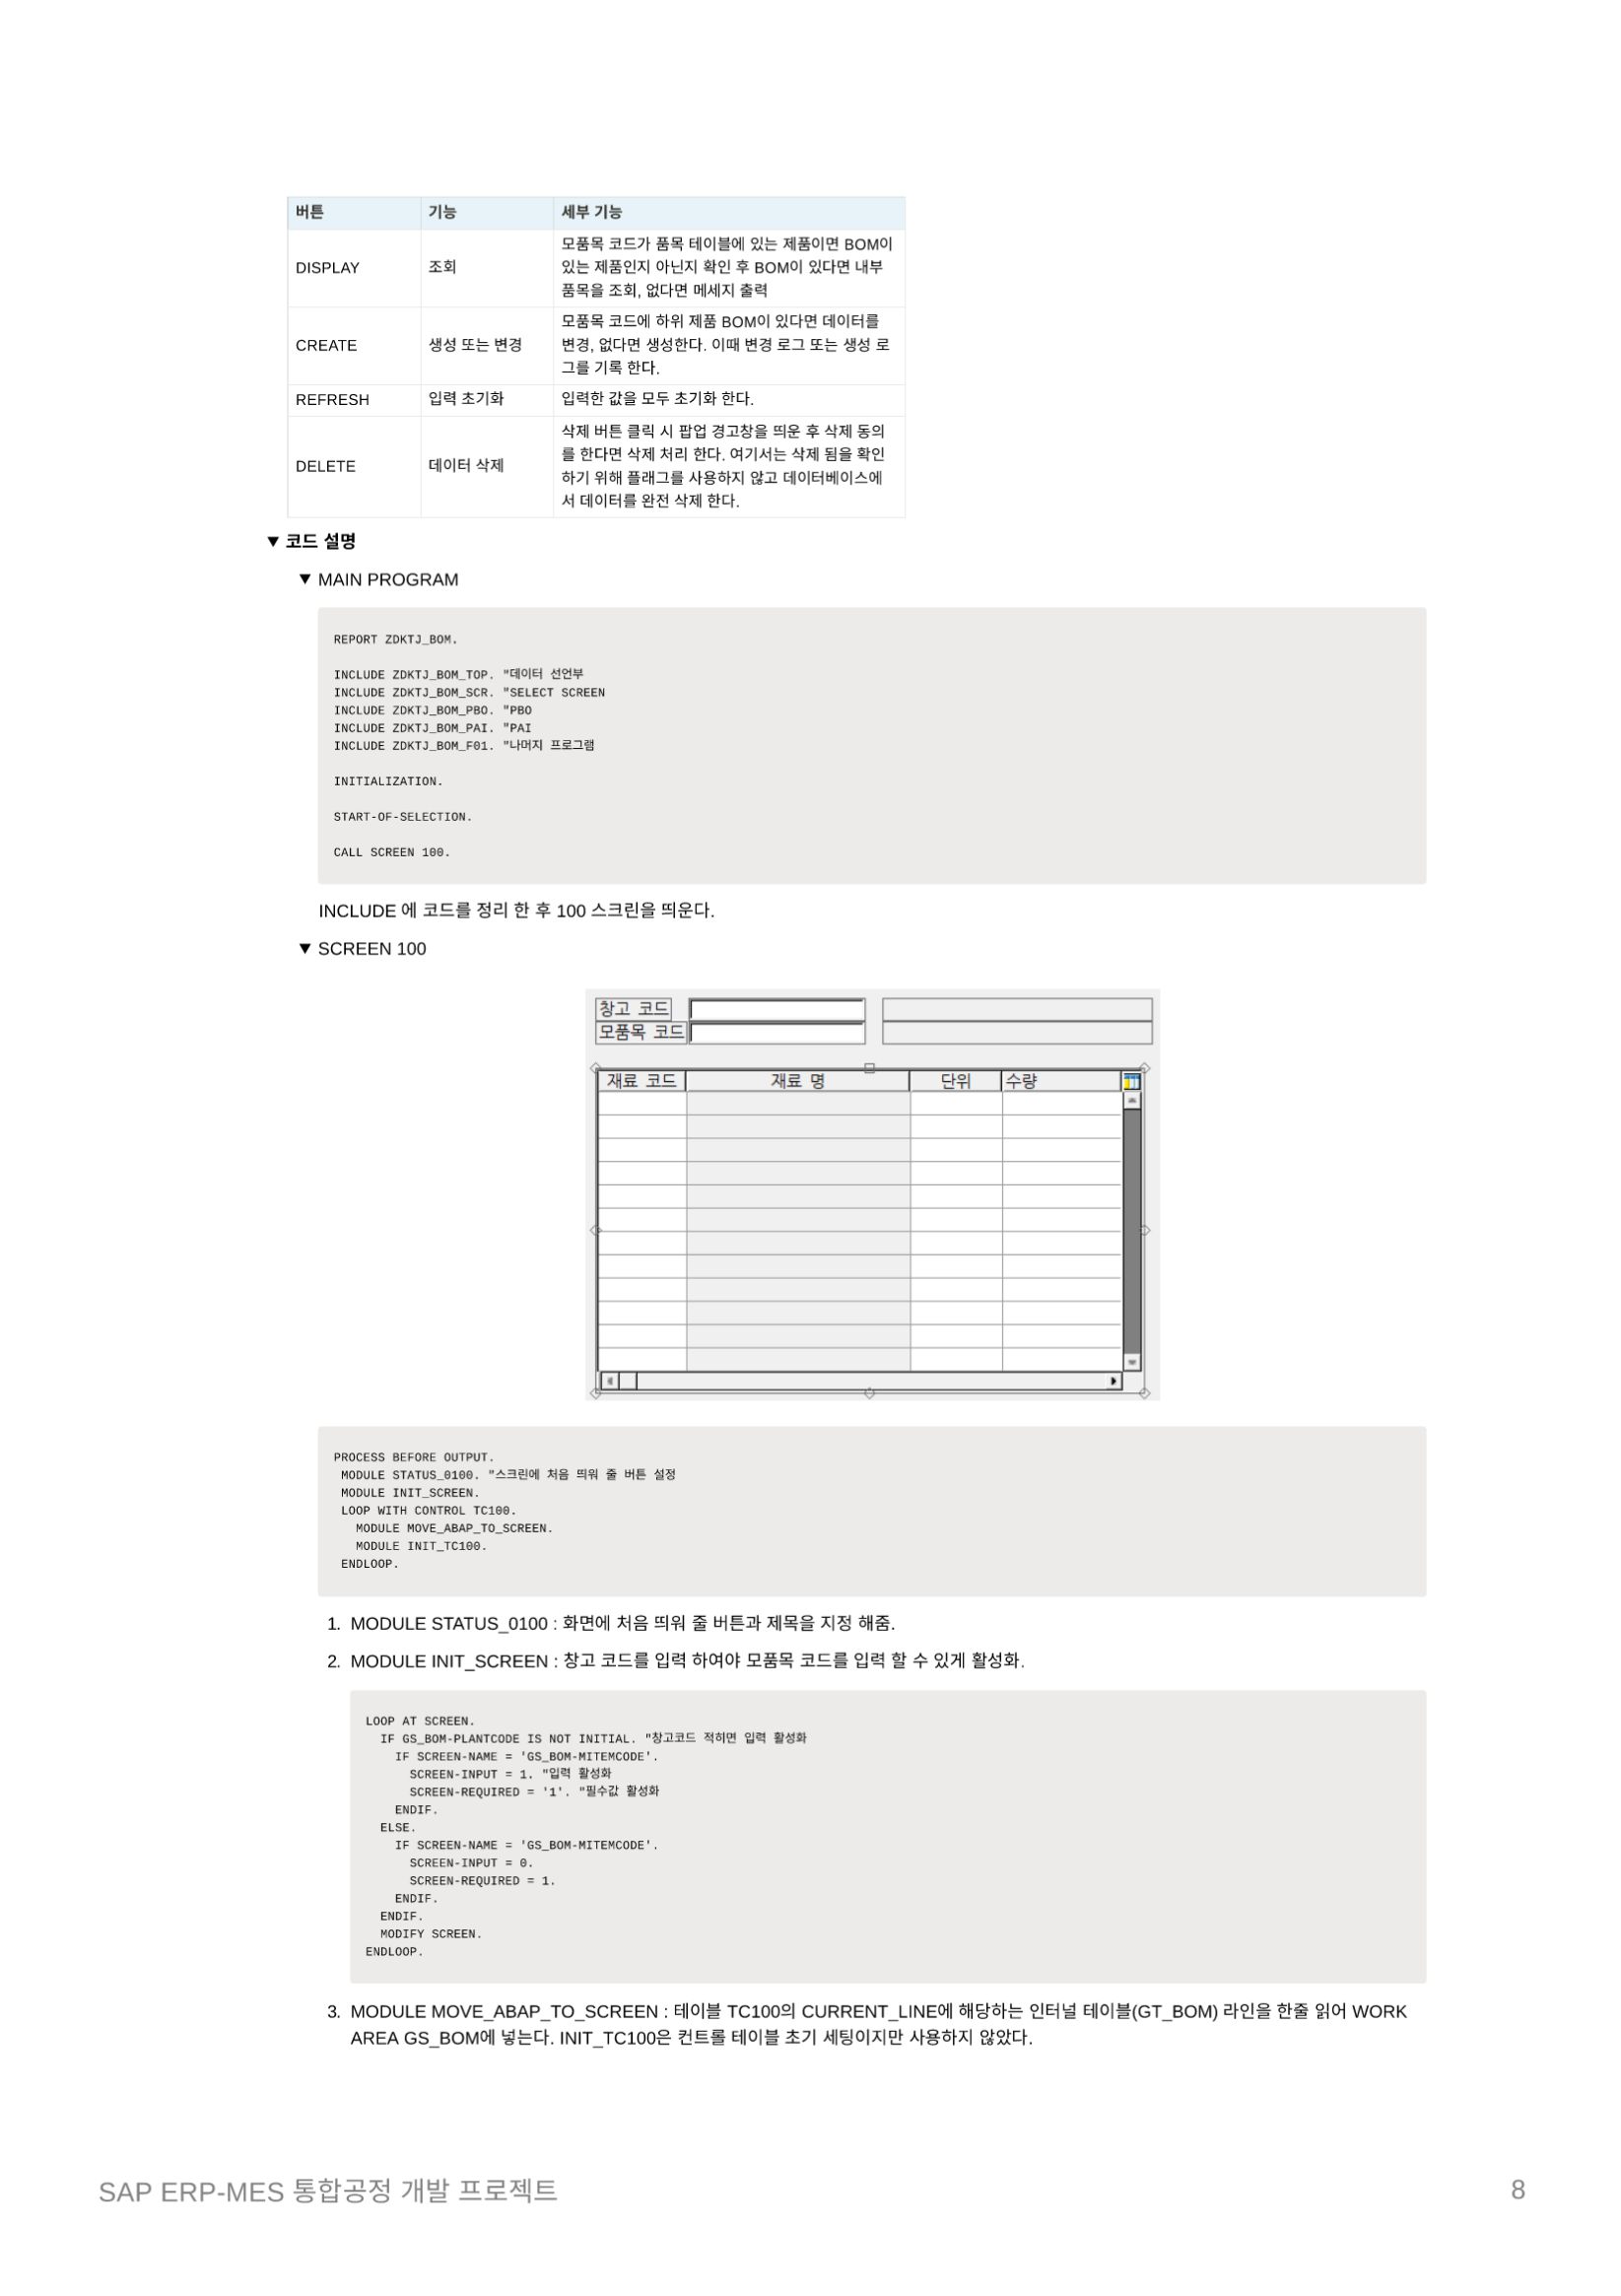 버튼 기능 세부 기능
DISPLAY 조회 모품목 코드가 품목 테이블에 있는 제품이면 BOM이
있는 제품인지 아닌지 확인 후 BOM이 있다면 내부
품목을 조회, 없다면 메세지 출력
CREATE 생성 또는 변경 모품목 코드에 하위 제품 BOM이 있다면 데이터를
변경, 없다면 생성한다. 이때 변경 로그 또는 생성 로
그를 기록 한다.
REFRESH 입력 초기화 입력한 값을 모두 초기화 한다.
DELETE 데이터 삭제 삭제 버튼 클릭 시 팝업 경고창을 띄운 후 삭제 동의
를 한다면 삭제 처리 한다. 여기서는 삭제 됨을 확인
하기 위해 플래그를 사용하지 않고 데이터베이스에
서 데이터를 완전 삭제 한다.
▼ 코드 설명
▼ MAIN PROGRAM
REPORT ZDKTJ_BOM.
INCLUDE ZDKTJ_BOM_TOP. "데이터 선언부
INCLUDE ZDKTJ_BOM_SCR. "SELECT SCREEN
INCLUDE ZDKTJ_BOM_PBO. "PBO
INCLUDE ZDKTJ_BOM_PAI. "PAI
INCLUDE ZDKTJ_BOM_F01. "나머지 프로그램
INITIALIZATION.
START-OF-SELECTION.
CALL SCREEN 100.
INCLUDE 에 코드를 정리 한 후 100 스크린을 띄운다.
▼ SCREEN 100
창고 코드
모품목 코드
재료 코드 재료 명 단위 수량
PROCESS BEFORE OUTPUT.
MODULE STATUS_0100. "스크린에 처음 띄워 줄 버튼 설정
MODULE INIT_SCREEN.
LOOP WITH CONTROL TC100.
MODULE MOVE_ABAP_TO_SCREEN.
MODULE INIT_TC100.
ENDLOOP.
1. MODULE STATUS_0100 : 화면에 처음 띄워 줄 버튼과 제목을 지정 해줌.
2. MODULE INIT_SCREEN : 창고 코드를 입력 하여야 모품목 코드를 입력 할 수 있게 활성화.
LOOP AT SCREEN.
IF GS_BOM-PLANTCODE IS NOT INITIAL. "창고코드 적히면 입력 활성화
IF SCREEN-NAME = 'GS_BOM-MITEMCODE'.
SCREEN-INPUT = 1. "입력 활성화
SCREEN-REQUIRED = '1'. "필수값 활성화
ENDIF.
ELSE.
IF SCREEN-NAME = 'GS_BOM-MITEMCODE'.
SCREEN-INPUT = 0.
SCREEN-REQUIRED = 1.
ENDIF.
ENDIF.
MODIFY SCREEN.
ENDLOOP.
3. MODULE MOVE_ABAP_TO_SCREEN : 테이블 TC100의 CURRENT_LINE에 해당하는 인터널 테이블(GT_BOM) 라인을 한줄 읽어 WORK
AREA GS_BOM에 넣는다. INIT_TC100은 컨트롤 테이블 초기 세팅이지만 사용하지 않았다.
SAP ERP-MES 통합공정 개발 프로젝트 8